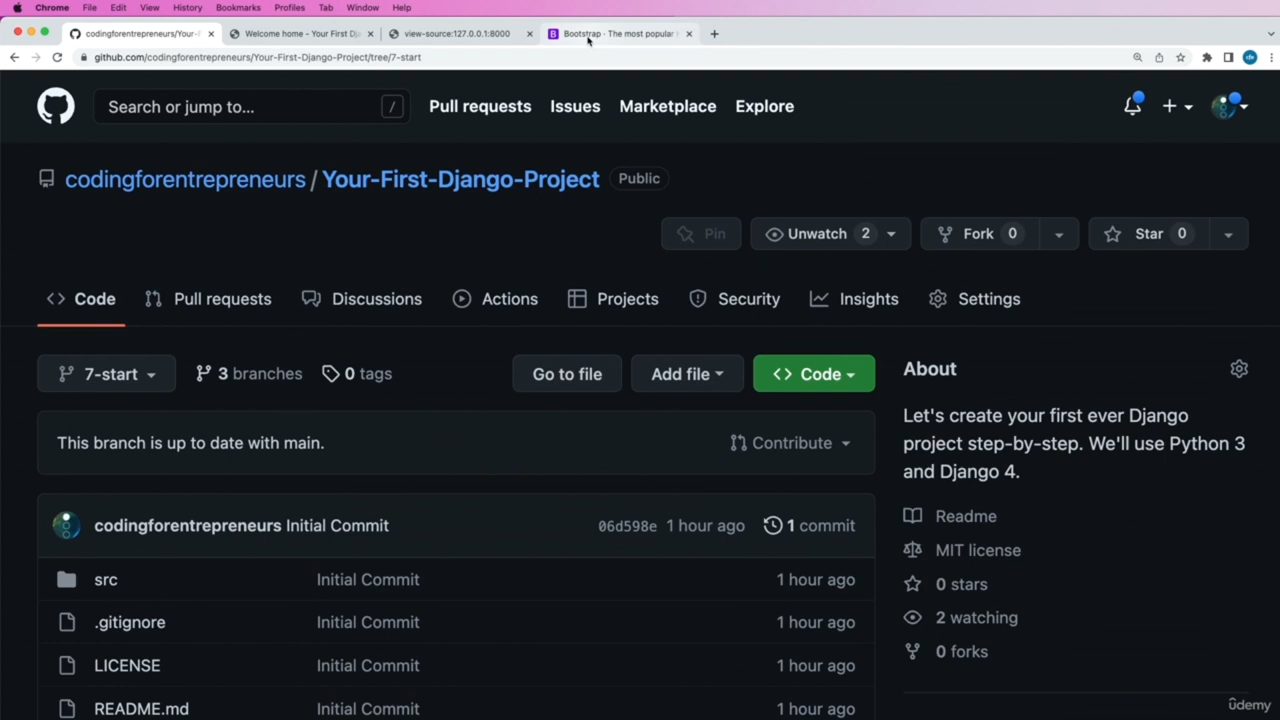 Chrome File Edit View History Bookmarks Profiles Tab Window Help
codingforentrepreneurs/Your-F
Welcome home - Your First Dj
view-source:127.0.0.1:8000
Bootstrap · The most popular
github.com/codingforentrepreneurs/Your-First-Django-Project/tree/7-start
Search or jump to... /
Pull requests Issues Marketplace Explore
codingforentrepreneurs / Your-First-Django-Project Public
Pin Unwatch 2 Fork 0 Star 0
Code Pull requests Discussions Actions Projects Security Insights Settings
7-start 3 branches 0 tags Go to file Add file Code
About
Let's create your first ever Django
project step-by-step. We'll use Python 3
and Django 4.
This branch is up to date with main. Contribute
codingforentrepreneurs Initial Commit 06d598e 1 hour ago 1 commit
Readme
MIT license
0 stars
2 watching
0 forks
src Initial Commit 1 hour ago
.gitignore Initial Commit 1 hour ago
LICENSE Initial Commit 1 hour ago
README.md Initial Commit 1 hour ago
ûdemy